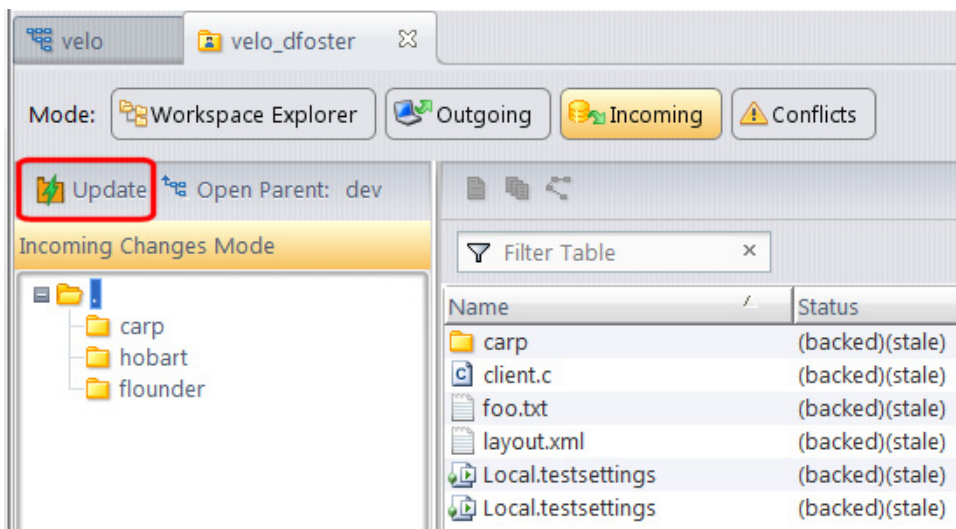 velo velo_dfoster
Mode: Workspace Explorer Outgoing Incoming Conflicts
Update Open Parent: dev
Incoming Changes Mode
.
carp
hobart
flounder
Filter Table
Name Status
carp (backed)(stale)
client.c (backed)(stale)
foo.txt (backed)(stale)
layout.xml (backed)(stale)
Local.testsettings (backed)(stale)
Local.testsettings (backed)(stale)